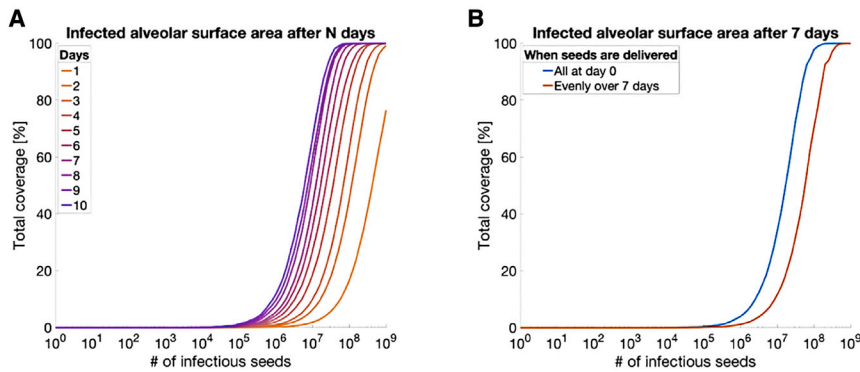 A
Infected alveolar surface area after N days
Total coverage [%]
100
80
60
40
20
0
Days
1
2
3
4
5
6
7
8
9
10
10^0 10^1 10^2 10^3 10^4 10^5 10^6 10^7 10^8 10^9
# of infectious seeds
B
Infected alveolar surface area after 7 days
Total coverage [%]
100
80
60
40
20
0
When seeds are delivered
All at day 0
Evenly over 7 days
10^0 10^1 10^2 10^3 10^4 10^5 10^6 10^7 10^8 10^9
# of infectious seeds